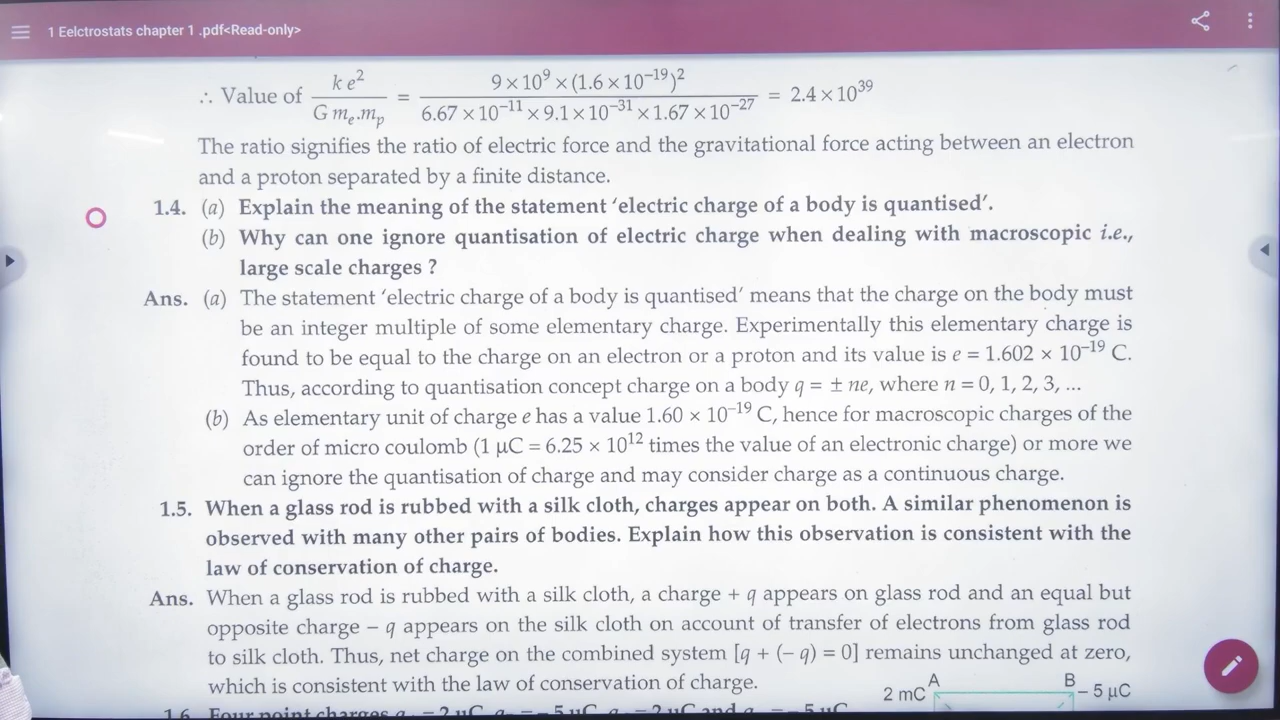 1 Eelctrostats chapter 1 .pdf<Read-only>
∴ Value of k e² / G mₑ.mₚ = 9 × 10⁹ × (1.6 × 10⁻¹⁹)² / 6.67 × 10⁻¹¹ × 9.1 × 10⁻³¹ × 1.67 × 10⁻²⁷ = 2.4 × 10³⁹
The ratio signifies the ratio of electric force and the gravitational force acting between an electron
and a proton separated by a finite distance.
1.4. (a) Explain the meaning of the statement ‘electric charge of a body is quantised’.
(b) Why can one ignore quantisation of electric charge when dealing with macroscopic i.e.,
large scale charges ?
Ans. (a) The statement ‘electric charge of a body is quantised’ means that the charge on the body must
be an integer multiple of some elementary charge. Experimentally this elementary charge is
found to be equal to the charge on an electron or a proton and its value is e = 1.602 × 10⁻¹⁹ C.
Thus, according to quantisation concept charge on a body q = ± ne, where n = 0, 1, 2, 3, ...
(b) As elementary unit of charge e has a value 1.60 × 10⁻¹⁹ C, hence for macroscopic charges of the
order of micro coulomb (1 μC = 6.25 × 10¹² times the value of an electronic charge) or more we
can ignore the quantisation of charge and may consider charge as a continuous charge.
1.5. When a glass rod is rubbed with a silk cloth, charges appear on both. A similar phenomenon is
observed with many other pairs of bodies. Explain how this observation is consistent with the
law of conservation of charge.
Ans. When a glass rod is rubbed with a silk cloth, a charge + q appears on glass rod and an equal but
opposite charge – q appears on the silk cloth on account of transfer of electrons from glass rod
to silk cloth. Thus, net charge on the combined system [q + (– q) = 0] remains unchanged at zero,
which is consistent with the law of conservation of charge.
A B
2 mC – 5 μC
1.6 Four point charges